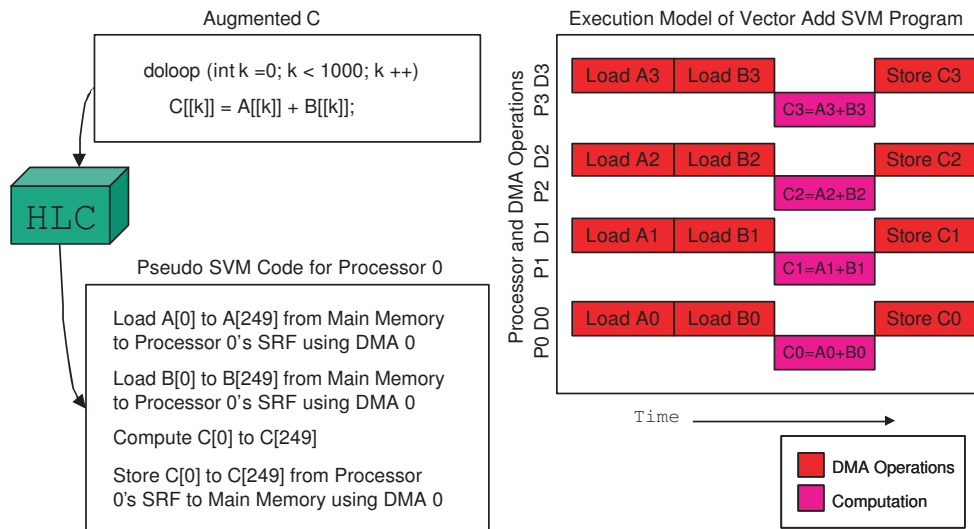 Augmented C
doloop (int k =0; k < 1000; k ++)
C[[k]] = A[[k]] + B[[k]];
HLC
Pseudo SVM Code for Processor 0
Load A[0] to A[249] from Main Memory
to Processor 0's SRF using DMA 0
Load B[0] to B[249] from Main Memory
to Processor 0's SRF using DMA 0
Compute C[0] to C[249]
Store C[0] to C[249] from Processor
0's SRF to Main Memory using DMA 0
Execution Model of Vector Add SVM Program
Processor and DMA Operations
P3 D3
Load A3 Load B3 Store C3
C3=A3+B3
P2 D2
Load A2 Load B2 Store C2
C2=A2+B2
P1 D1
Load A1 Load B1 Store C1
C1=A1+B1
P0 D0
Load A0 Load B0 Store C0
C0=A0+B0
Time
DMA Operations
Computation